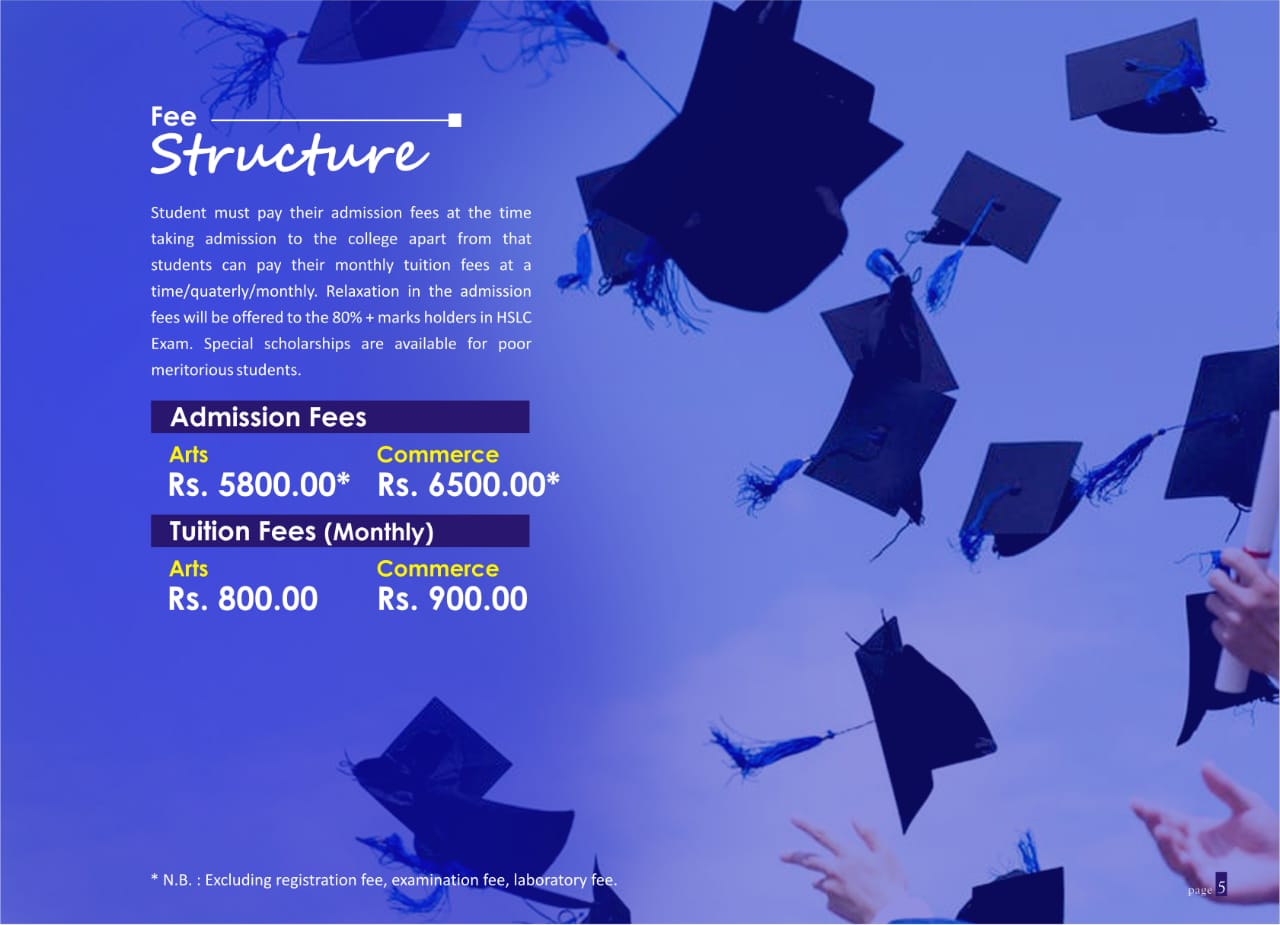 Fee
Structure
Student must pay their admission fees at the time
taking admission to the college apart from that
students can pay their monthly tuition fees at a
time/quaterly/monthly. Relaxation in the admission
fees will be offered to the 80% + marks holders in HSLC
Exam. Special scholarships are available for poor
meritorious students.
Admission Fees
Arts Commerce
Rs. 5800.00* Rs. 6500.00*
Tuition Fees (Monthly)
Arts Commerce
Rs. 800.00 Rs. 900.00
* N.B. : Excluding registration fee, examination fee, laboratory fee.
page 5